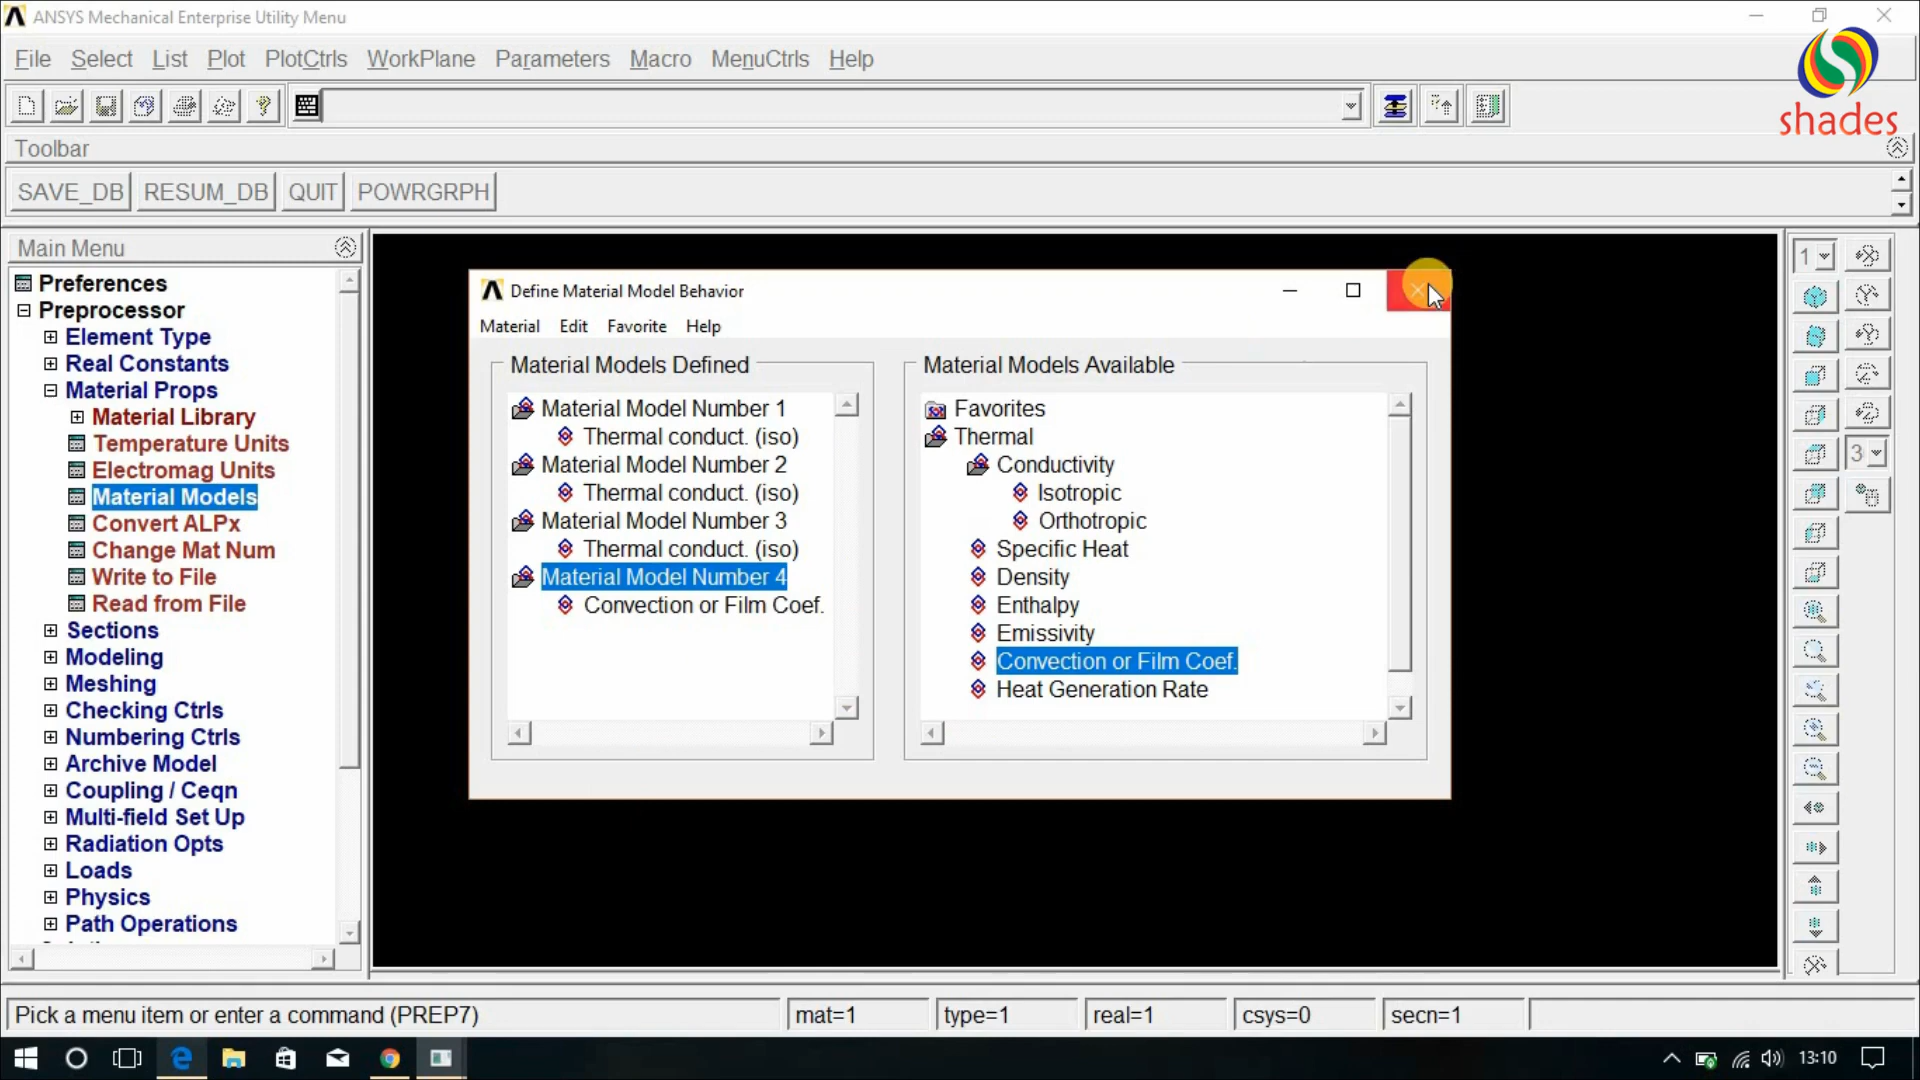 ANSYS Mechanical Enterprise Utility Menu
File Select List Plot PlotCtrls WorkPlane Parameters Macro MenuCtrls Help
shades
Toolbar
SAVE_DB RESUM_DB QUIT POWRGRPH
Main Menu
Preferences
Preprocessor
Element Type
Real Constants
Material Props
Material Library
Temperature Units
Electromag Units
Material Models
Convert ALPx
Change Mat Num
Write to File
Read from File
Sections
Modeling
Meshing
Checking Ctrls
Numbering Ctrls
Archive Model
Coupling / Ceqn
Multi-field Set Up
Radiation Opts
Loads
Physics
Path Operations
Define Material Model Behavior
Material Edit Favorite Help
Material Models Defined
Material Model Number 1
Thermal conduct. (iso)
Material Model Number 2
Thermal conduct. (iso)
Material Model Number 3
Thermal conduct. (iso)
Material Model Number 4
Convection or Film Coef.
Material Models Available
Favorites
Thermal
Conductivity
Isotropic
Orthotropic
Specific Heat
Density
Enthalpy
Emissivity
Convection or Film Coef.
Heat Generation Rate
1
3
Pick a menu item or enter a command (PREP7)
mat=1
type=1
real=1
csys=0
secn=1
13:10